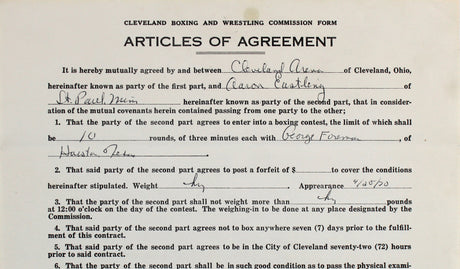 CLEVELAND BOXING AND WRESTLING COMMISSION FORM
ARTICLES OF AGREEMENT
It is hereby mutually agreed by and between Cleveland Arena of Cleveland, Ohio,
hereinafter known as party of the first part, and Aaron Eastling of
St. Paul Minn hereinafter known as party of the second part, that in consider-
ation of the mutual covenants herein contained passing from one party to the other;
1. That the party of the second part agrees to enter into a boxing contest, the limit of which shall
be 10 rounds, of three minutes each with George Foreman, of
Houston Texas.
2. That said party of the second part agrees to post a forfeit of $ to cover the conditions
hereinafter stipulated. Weight Appearance
3. That the party of the second part shall not weigh more than pounds
at 12:00 o'clock on the day of the contest. The weighing-in to be done at any place designated by the
Commission.
4. That said party of the second part agrees not to box anywhere seven (7) days prior to the fulfill-
ment of this contract.
5. That said party of the second part agrees to be in the City of Cleveland seventy-two (72) hours
prior to said contract.
6. That the party of the second part shall be in such good condition as to pass the physical exami-